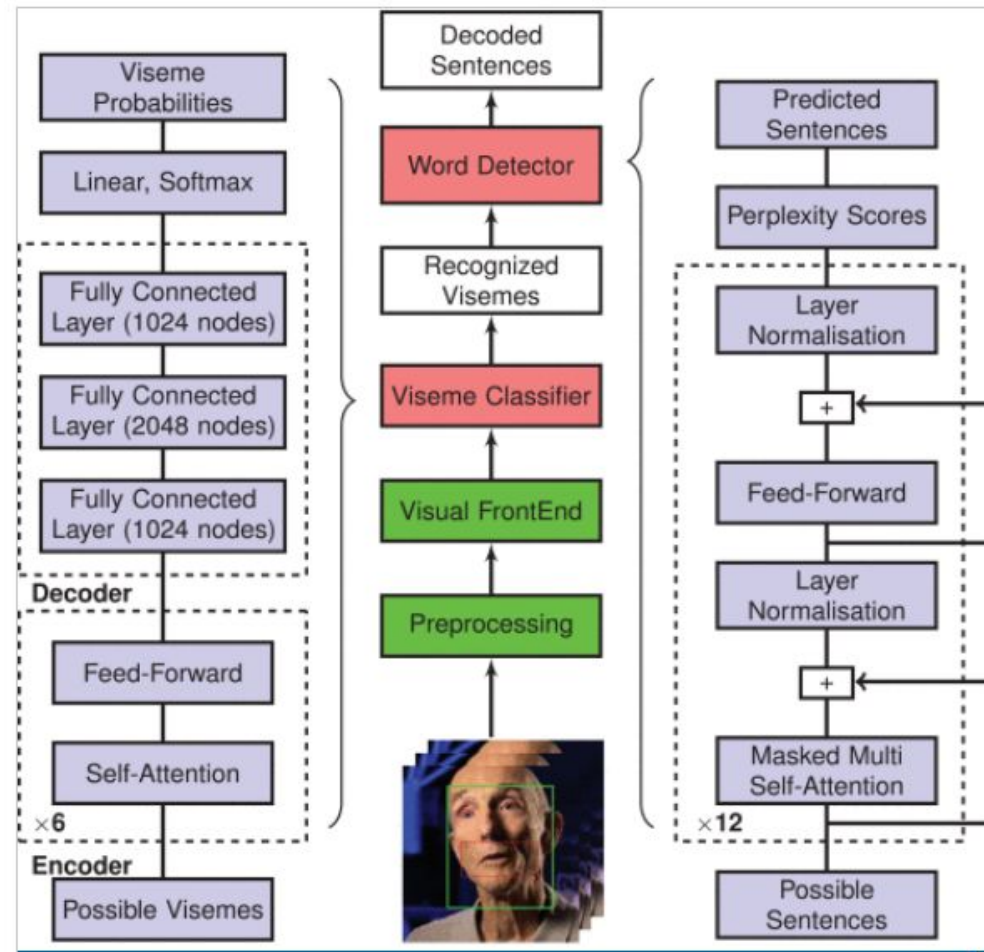 Viseme
Probabilities
Linear, Softmax
Fully Connected
Layer (1024 nodes)
Fully Connected
Layer (2048 nodes)
Fully Connected
Layer (1024 nodes)
Decoder
Feed-Forward
Self-Attention
×6
Encoder
Possible Visemes
Decoded
Sentences
Word Detector
Recognized
Visemes
Viseme Classifier
Visual FrontEnd
Preprocessing
Predicted
Sentences
Perplexity Scores
Layer
Normalisation
+
Feed-Forward
Layer
Normalisation
+
Masked Multi
Self-Attention
×12
Possible
Sentences